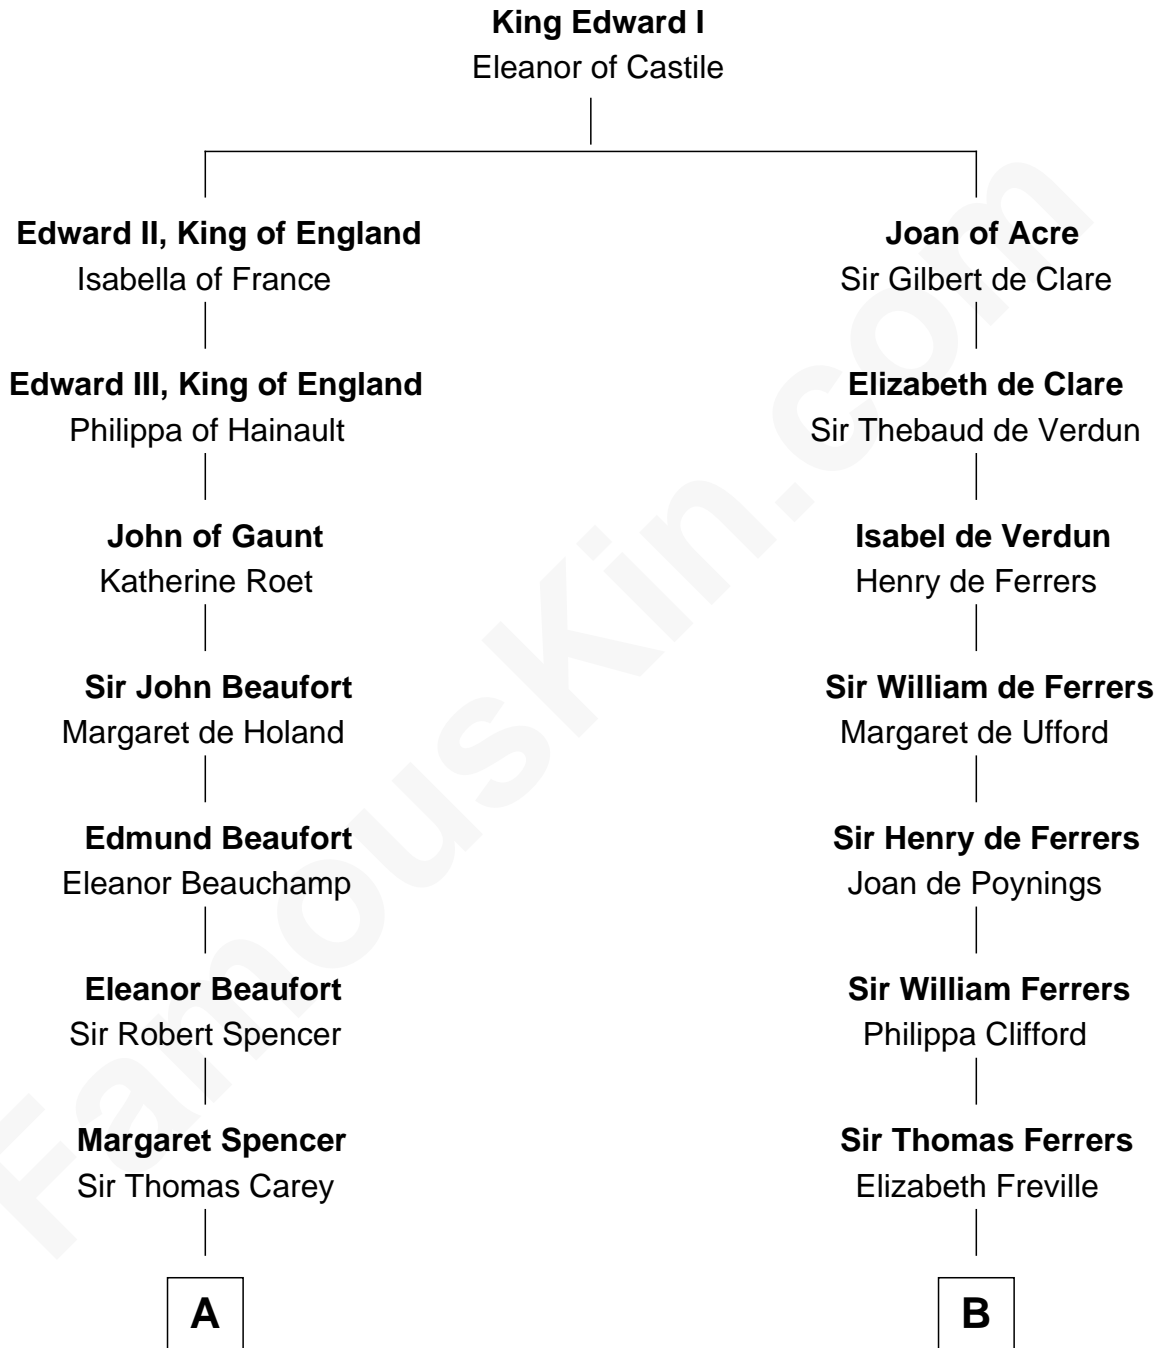 King Edward I
Eleanor of Castile
Edward II, King of England
Isabella of France
Joan of Acre
Sir Gilbert de Clare
Edward III, King of England
Philippa of Hainault
Elizabeth de Clare
Sir Thebaud de Verdun
John of Gaunt
Katherine Roet
Isabel de Verdun
Henry de Ferrers
Sir John Beaufort
Margaret de Holand
Sir William de Ferrers
Margaret de Ufford
Edmund Beaufort
Eleanor Beauchamp
Sir Henry de Ferrers
Joan de Poynings
Eleanor Beaufort
Sir Robert Spencer
Sir William Ferrers
Philippa Clifford
Margaret Spencer
Sir Thomas Carey
Sir Thomas Ferrers
Elizabeth Freville
A
B
FamousKin.com